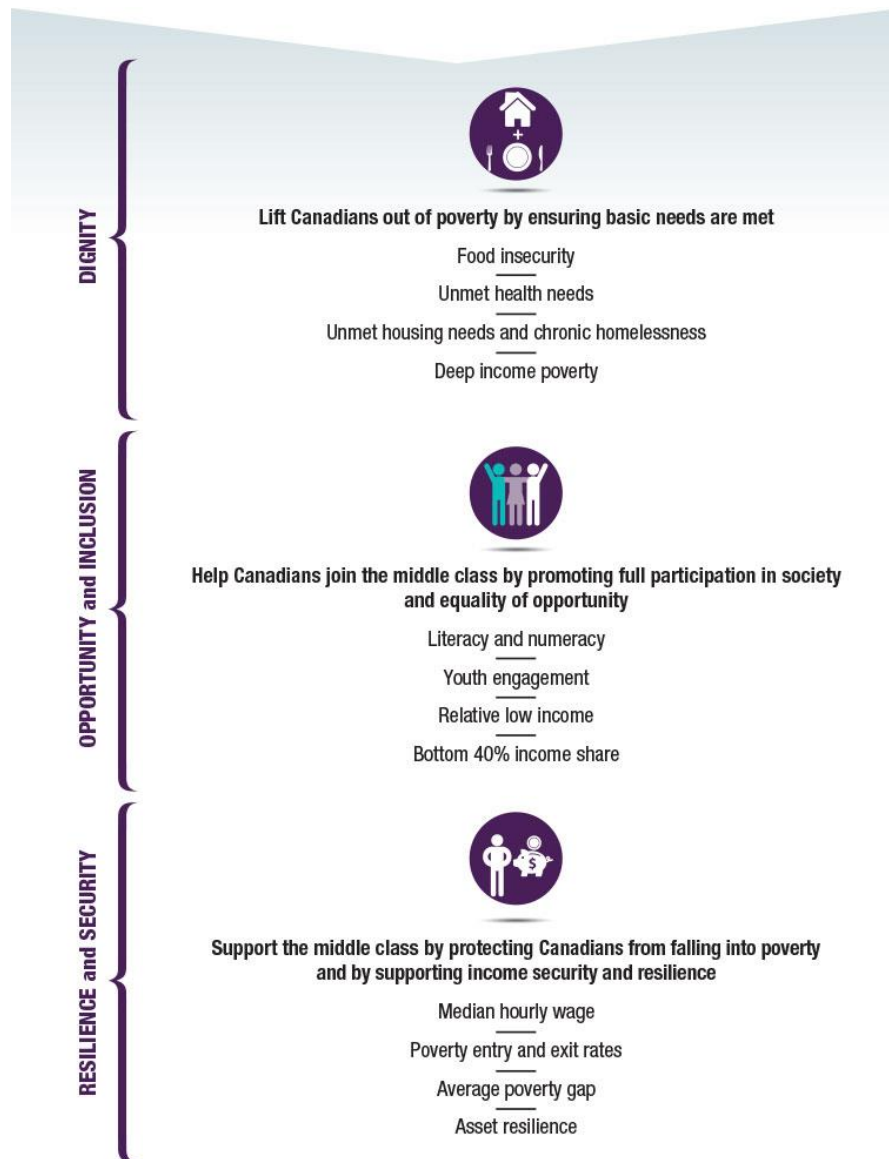 DIGNITY
+
Lift Canadians out of poverty by ensuring basic needs are met
Food insecurity
Unmet health needs
Unmet housing needs and chronic homelessness
Deep income poverty
OPPORTUNITY and INCLUSION
Help Canadians join the middle class by promoting full participation in society
and equality of opportunity
Literacy and numeracy
Youth engagement
Relative low income
Bottom 40% income share
RESILIENCE and SECURITY
$
Support the middle class by protecting Canadians from falling into poverty
and by supporting income security and resilience
Median hourly wage
Poverty entry and exit rates
Average poverty gap
Asset resilience